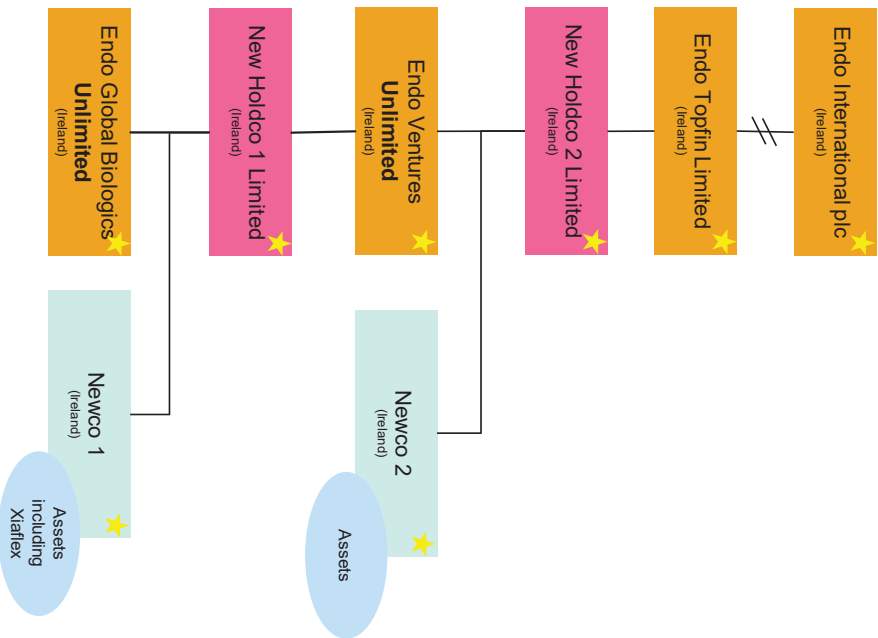 Endo International plc
(Ireland)
Endo Topfin Limited
(Ireland)
New Holdco 2 Limited
(Ireland)
Endo Ventures
Unlimited
(Ireland)
Newco 2
(Ireland)
Assets
New Holdco 1 Limited
(Ireland)
Endo Global Biologics
Unlimited
(Ireland)
Newco 1
(Ireland)
Assets
including
Xiaflex